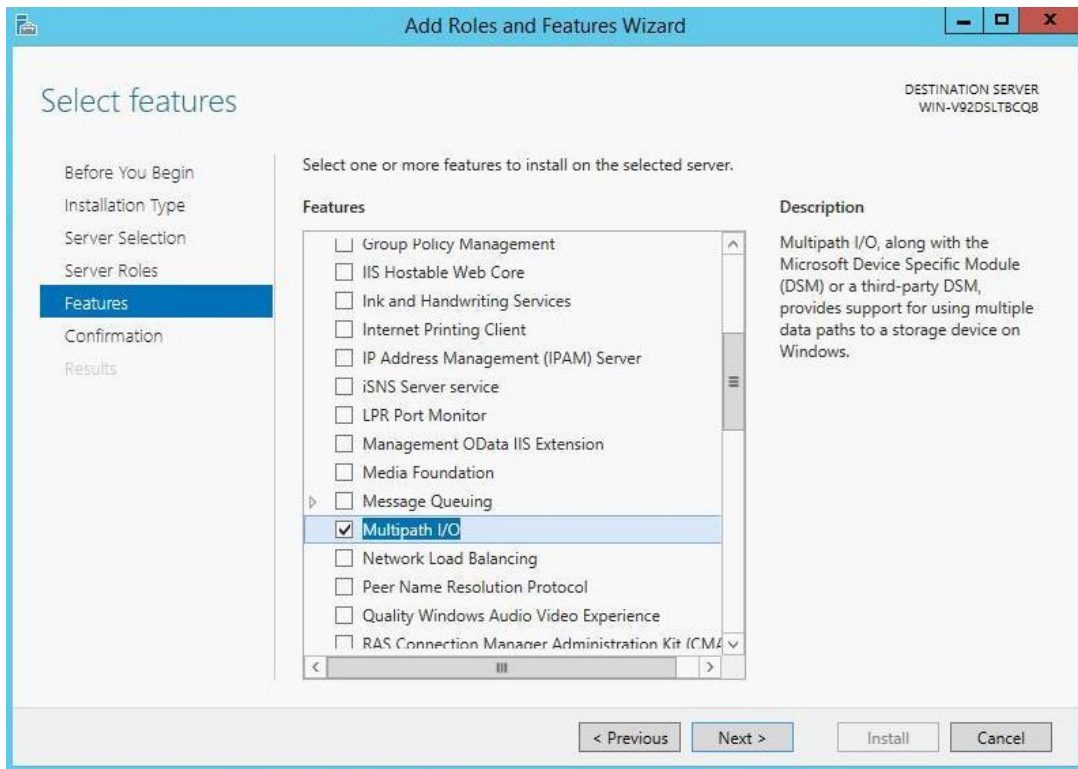 Add Roles and Features Wizard
Select features
DESTINATION SERVER
WIN-V92DSLTBCQB
Before You Begin
Installation Type
Server Selection
Server Roles
Features
Confirmation
Results
Select one or more features to install on the selected server.
Features
Group Policy Management
IIS Hostable Web Core
Ink and Handwriting Services
Internet Printing Client
IP Address Management (IPAM) Server
iSNS Server service
LPR Port Monitor
Management OData IIS Extension
Media Foundation
Message Queuing
Multipath I/O
Network Load Balancing
Peer Name Resolution Protocol
Quality Windows Audio Video Experience
RAS Connection Manager Administration Kit (CMA
Description
Multipath I/O, along with the
Microsoft Device Specific Module
(DSM) or a third-party DSM,
provides support for using multiple
data paths to a storage device on
Windows.
< Previous
Next >
Install
Cancel